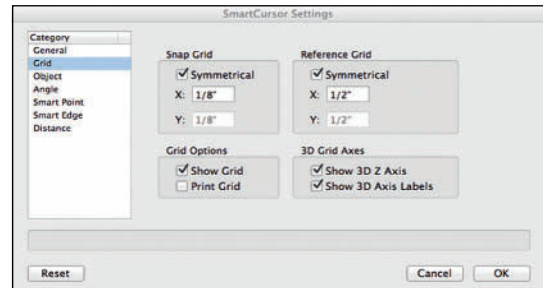 SmartCursor Settings
Category
General
Grid
Object
Angle
Smart Point
Smart Edge
Distance
Snap Grid
Symmetrical
X: 1/8"
Y: 1/8"
Reference Grid
Symmetrical
X: 1/2"
Y: 1/2"
Grid Options
Show Grid
Print Grid
3D Grid Axes
Show 3D Z Axis
Show 3D Axis Labels
Reset
Cancel
OK